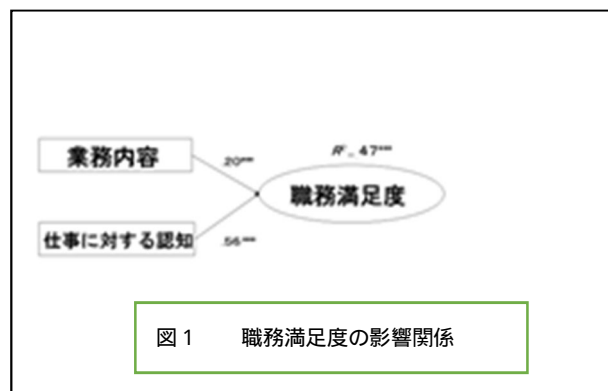 業務内容
.20***
R² = .47***
職務満足度
仕事に対する認知
.56***
図1 職務満足度の影響関係